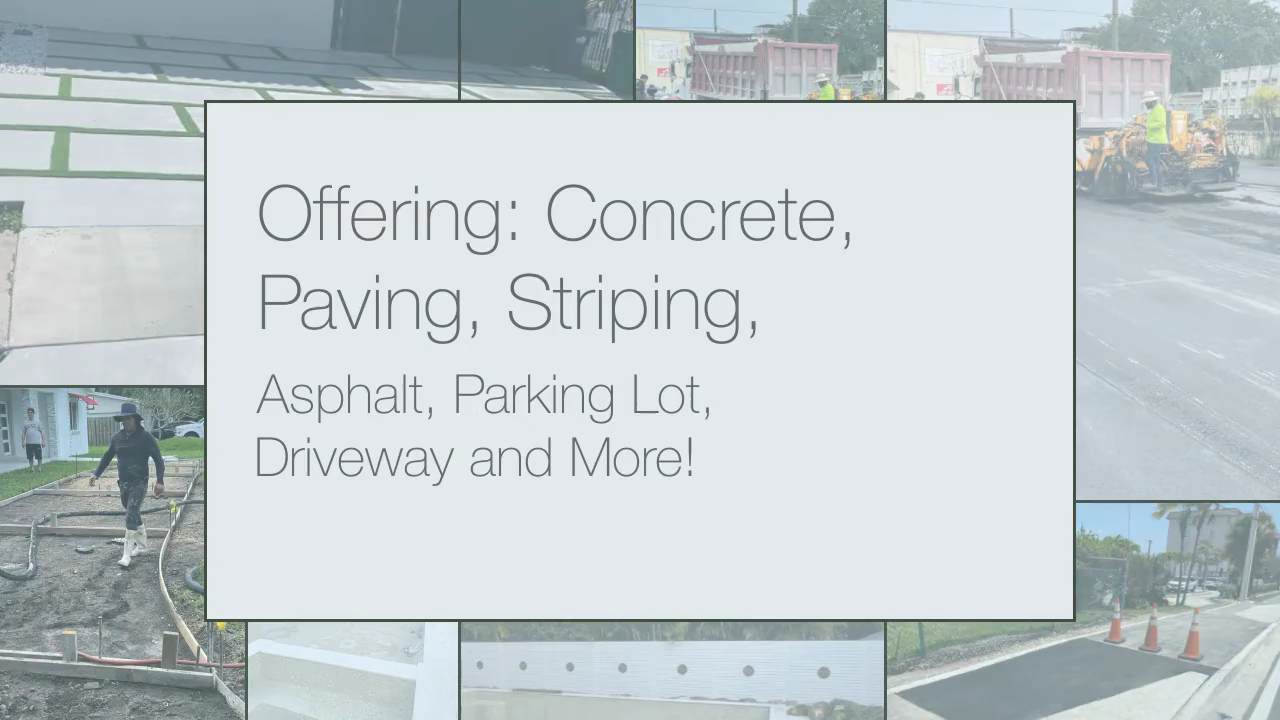 Offering: Concrete,
Paving, Striping,
Asphalt, Parking Lot,
Driveway and More!